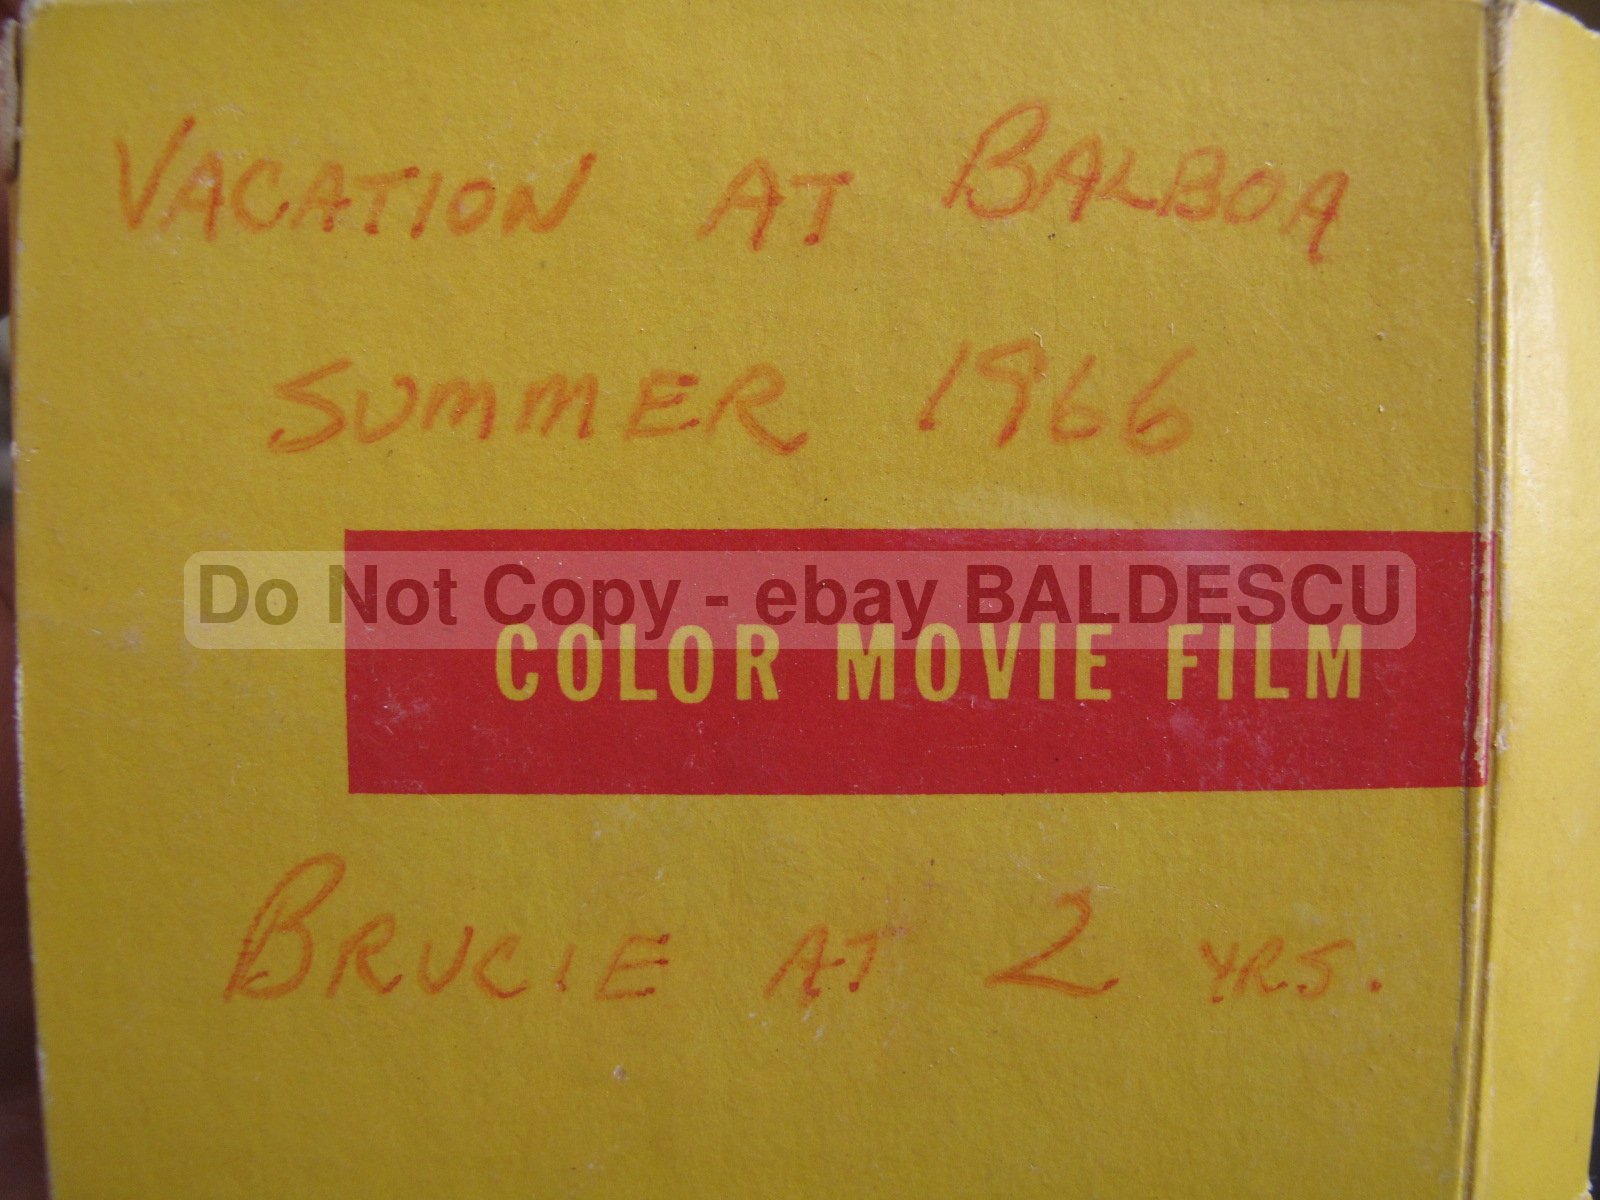 VACATION AT BALBOA
SUMMER 1966
Do Not Copy - ebay BALDESCU
COLOR MOVIE FILM
BRUCIE AT 2 YRS.